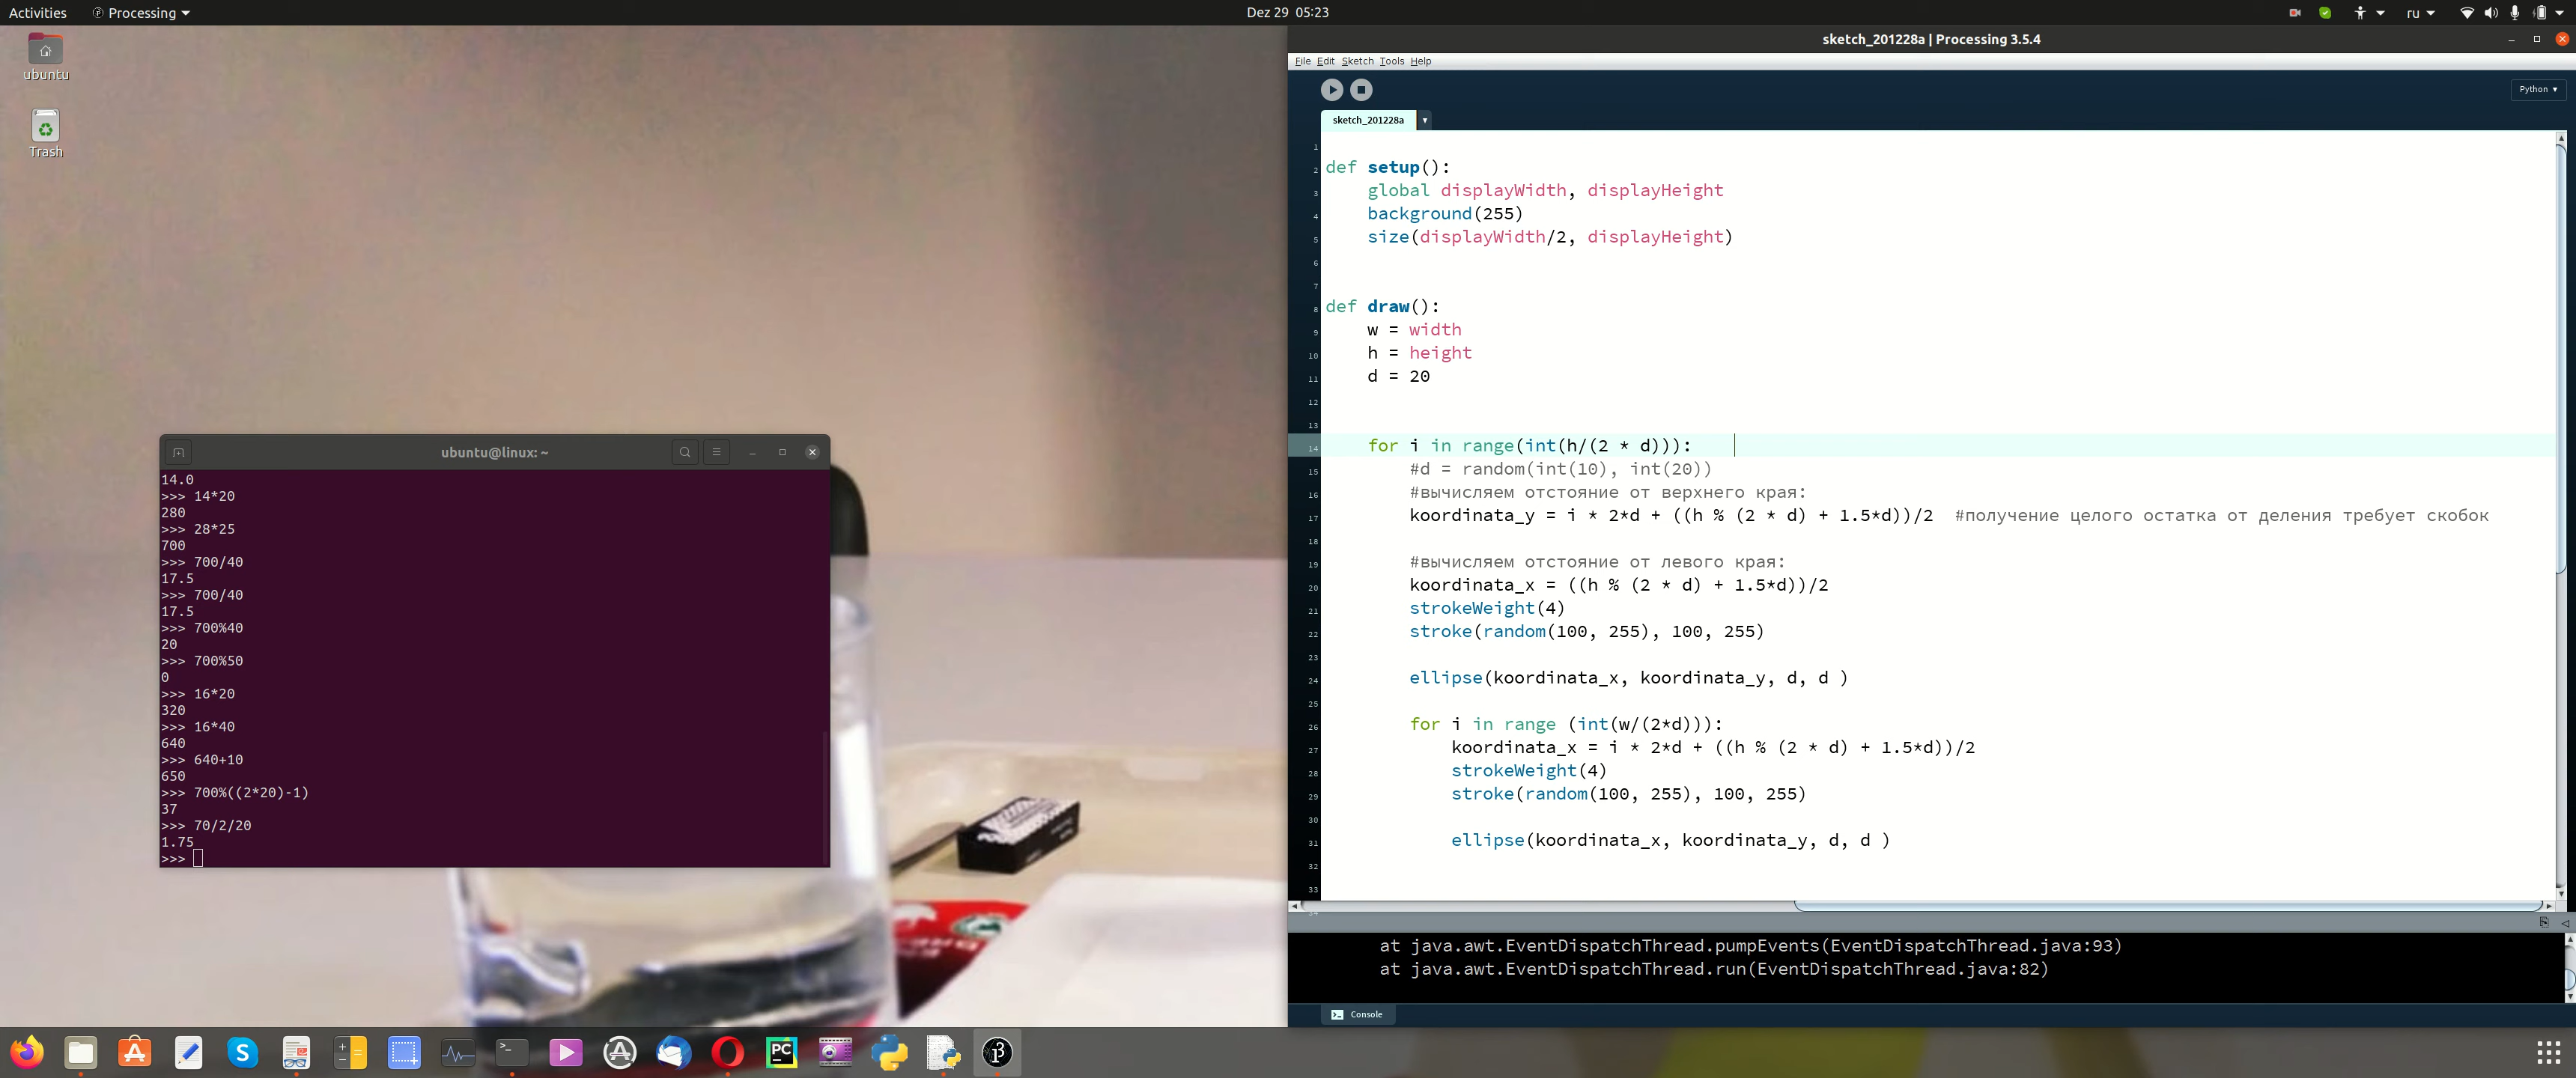 Activities
Processing
Dez 29 05:23
ru
ubuntu
Trash
ubuntu@linux: ~
14.0
>>> 14*20
280
>>> 28*25
700
>>> 700/40
17.5
>>> 700/40
17.5
>>> 700%40
20
>>> 700%50
0
>>> 16*20
320
>>> 16*40
640
>>> 640+10
650
>>> 700%((2*20)-1)
37
>>> 70/2/20
1.75
>>>
sketch_201228a | Processing 3.5.4
File Edit Sketch Tools Help
Python
sketch_201228a
1
2 def setup():
3 global displayWidth, displayHeight
4 background(255)
5 size(displayWidth/2, displayHeight)
6
7
8 def draw():
9 w = width
10 h = height
11 d = 20
12
13
14 for i in range(int(h/(2 * d))):
15 #d = random(int(10), int(20))
16 #вычисляем отстояние от верхнего края:
17 koordinata_y = i * 2*d + ((h % (2 * d) + 1.5*d))/2 #получение целого остатка от деления требует скобок
18
19 #вычисляем отстояние от левого края:
20 koordinata_x = ((h % (2 * d) + 1.5*d))/2
21 strokeWeight(4)
22 stroke(random(100, 255), 100, 255)
23
24 ellipse(koordinata_x, koordinata_y, d, d )
25
26 for i in range (int(w/(2*d))):
27 koordinata_x = i * 2*d + ((h % (2 * d) + 1.5*d))/2
28 strokeWeight(4)
29 stroke(random(100, 255), 100, 255)
30
31 ellipse(koordinata_x, koordinata_y, d, d )
32
33
at java.awt.EventDispatchThread.pumpEvents(EventDispatchThread.java:93)
at java.awt.EventDispatchThread.run(EventDispatchThread.java:82)
Console